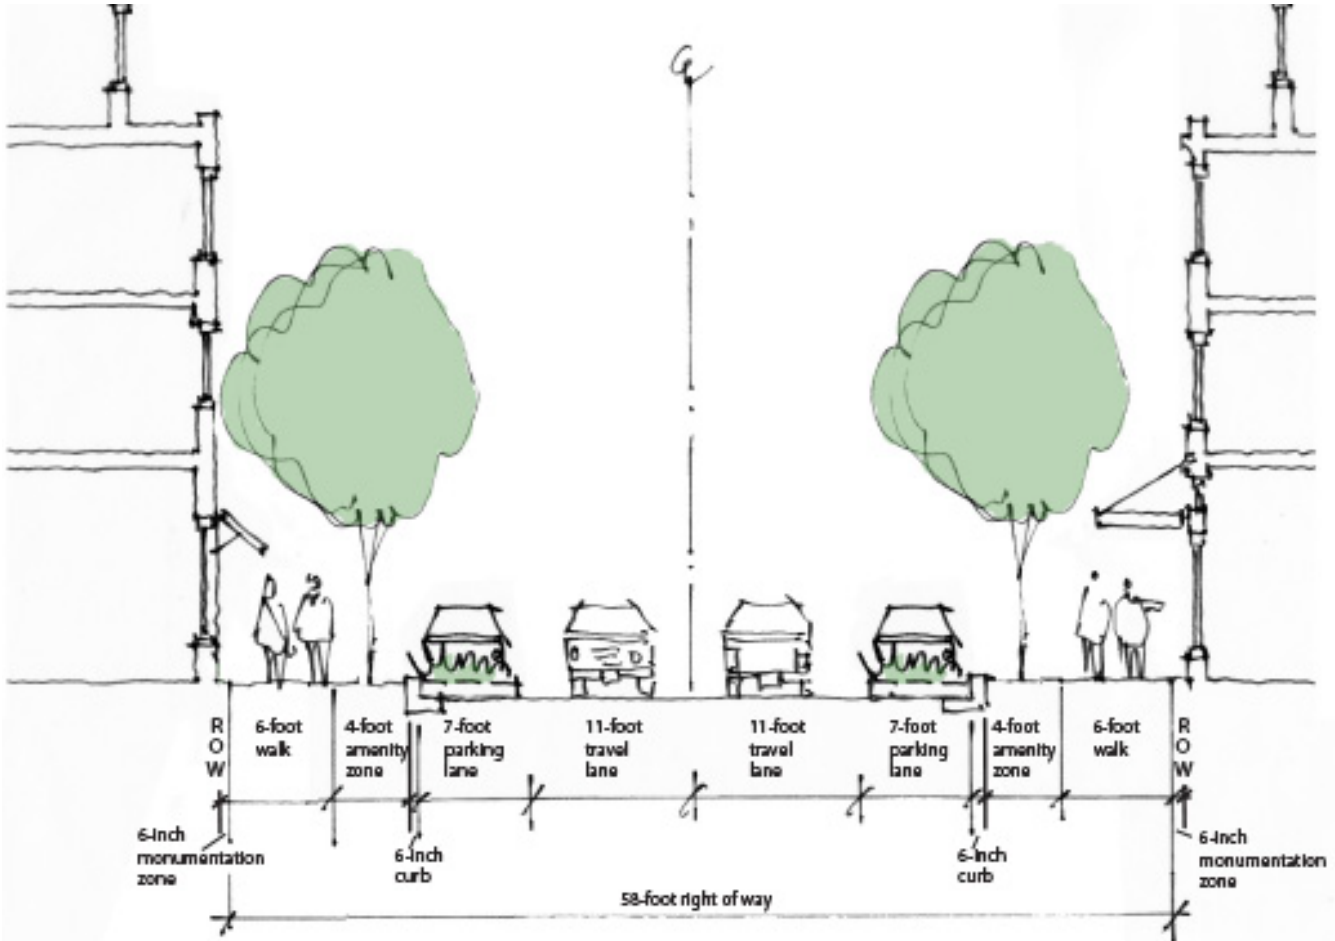 CL
R
O
W
6-foot
walk
4-foot
amenity
zone
7-foot
parking
lane
11-foot
travel
lane
11-foot
travel
lane
7-foot
parking
lane
4-foot
amenity
zone
6-foot
walk
R
O
W
6-inch
monumentation
zone
6-inch
curb
6-inch
curb
6-inch
monumentation
zone
58-foot right of way